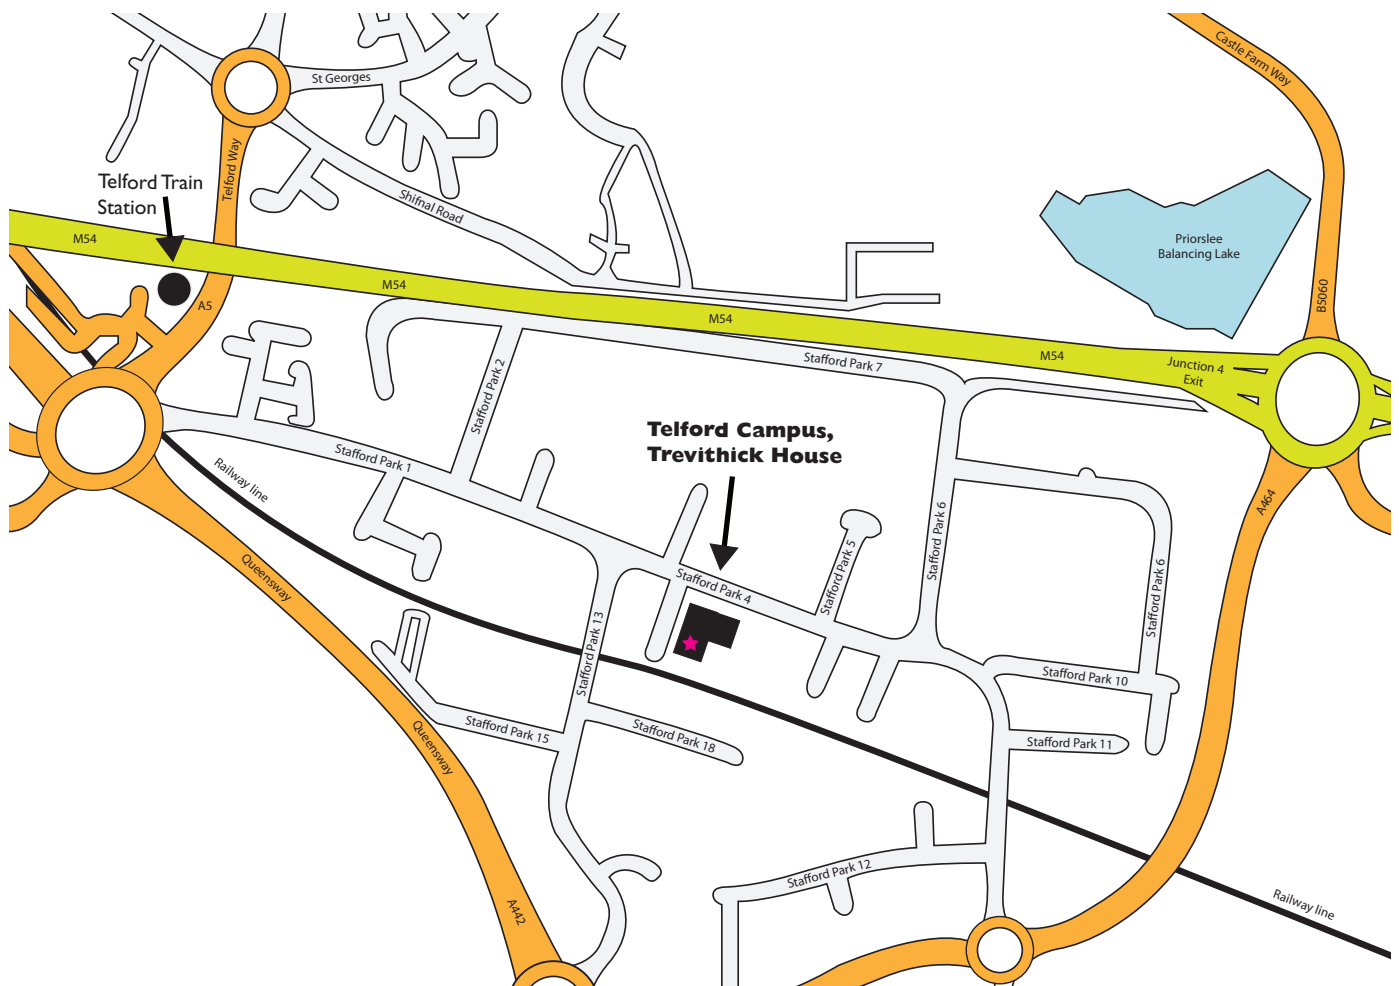 Castle Farm Way
St Georges
Telford Way
Telford Train
Station
Shifnal Road
M54
Priorslee
Balancing Lake
M54
A5
B5060
M54
M54
Stafford Park 7
Junction 4
Exit
Stafford Park 2
Telford Campus,
Trevithick House
Stafford Park 1
Railway line
A464
Stafford Park 6
Stafford Park 5
Queensway
Stafford Park 4
Stafford Park 6
Stafford Park 13
Stafford Park 10
Queensway
Stafford Park 15
Stafford Park 18
Stafford Park 11
Stafford Park 12
A442
Railway line